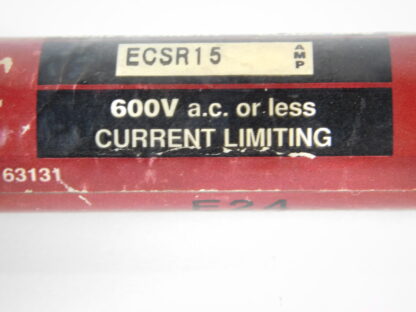 ECSR15 AMP
600V a.c. or less
CURRENT LIMITING
63131